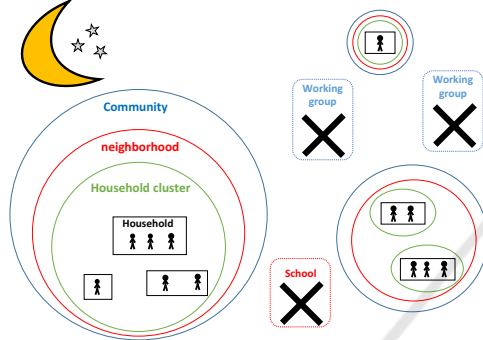 Working
group
Working
group
Community
neighborhood
Household cluster
Household
School